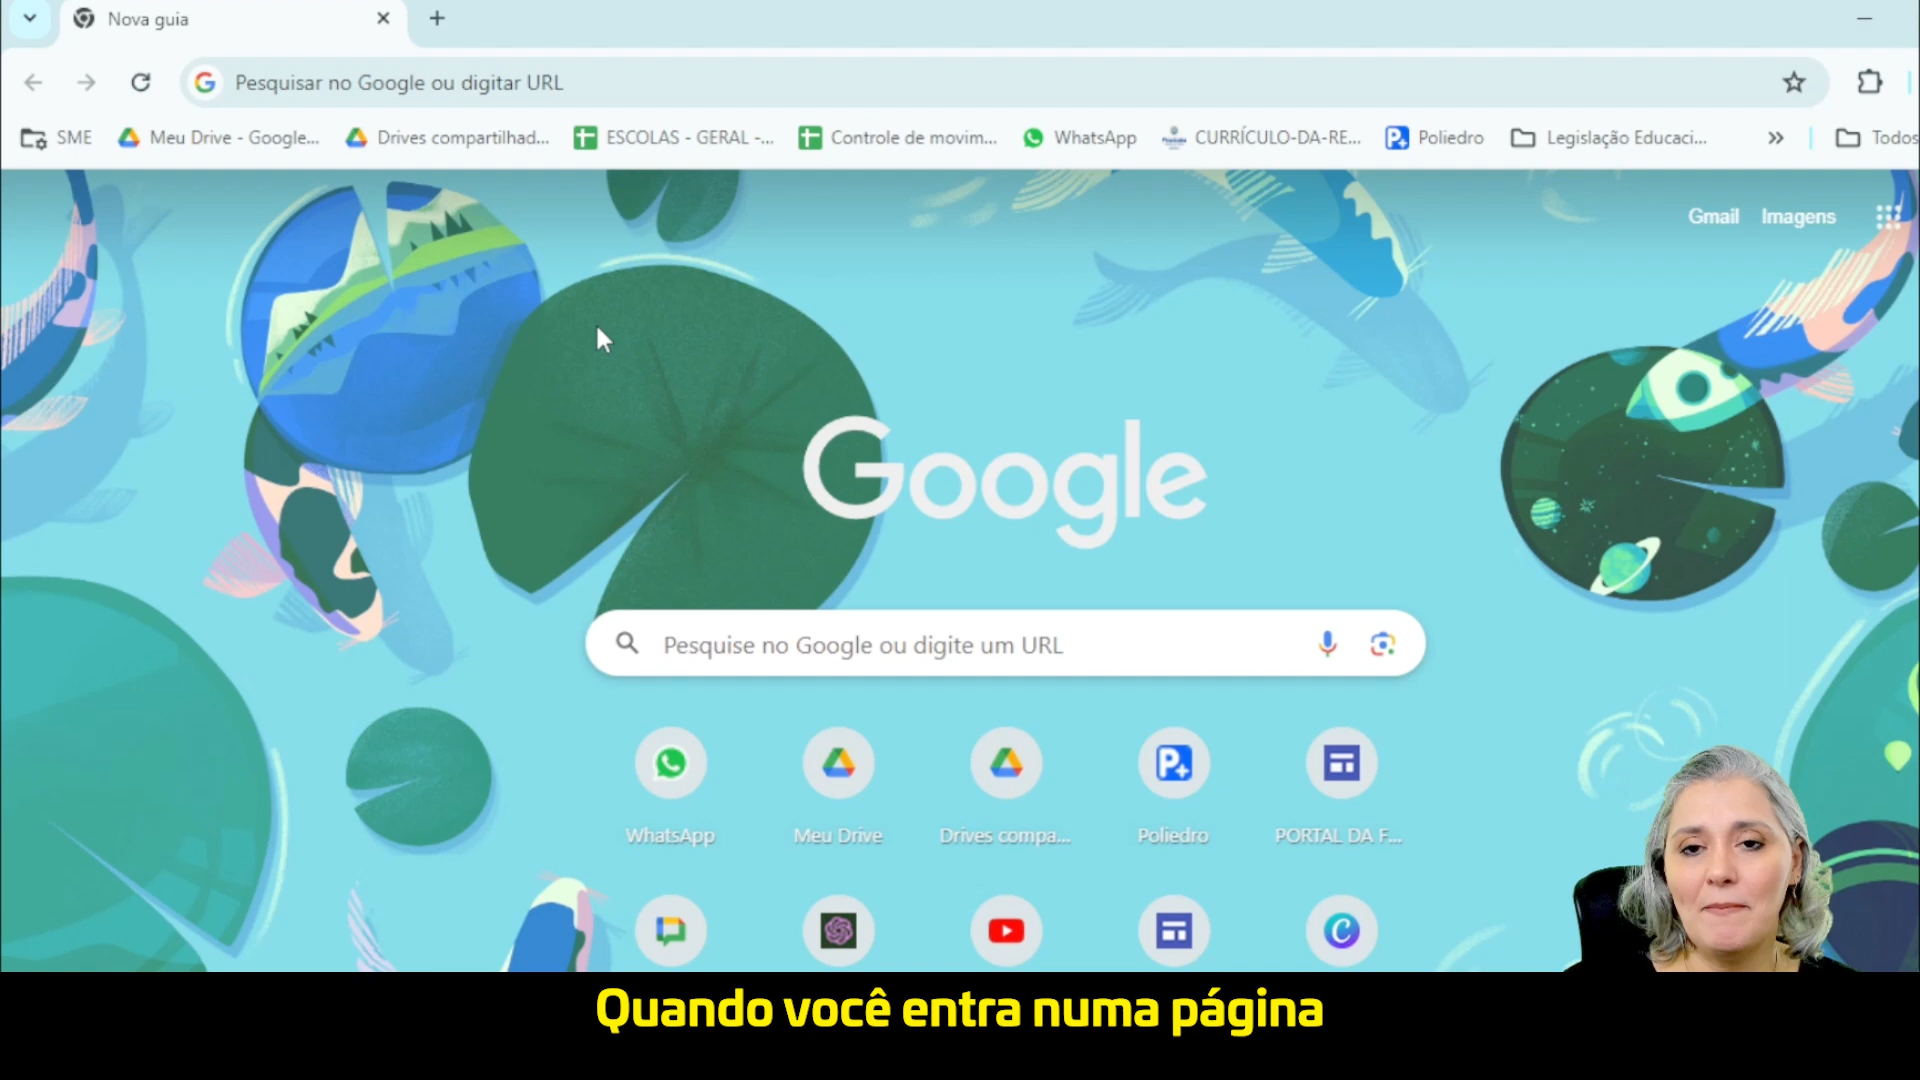 Nova guia
Pesquisar no Google ou digitar URL
SME
Meu Drive - Google...
Drives compartilhad...
ESCOLAS - GERAL -...
Controle de movim...
WhatsApp
CURRÍCULO-DA-RE...
Poliedro
Legislação Educaci...
Todos
Gmail
Imagens
Google
Pesquise no Google ou digite um URL
WhatsApp
Meu Drive
Drives compa...
Poliedro
PORTAL DA F...
Quando você entra numa página